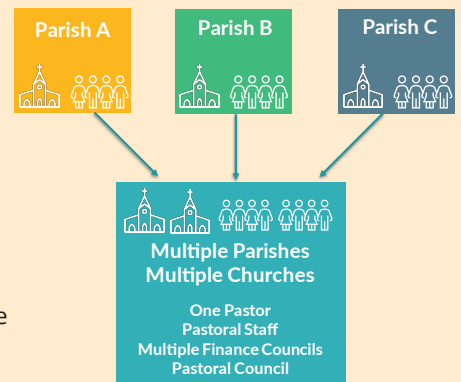 Parish A
Parish B
Parish C
Multiple Parishes
Multiple Churches
One Pastor
Pastoral Staff
e
Multiple Finance Councils
Pastoral Council